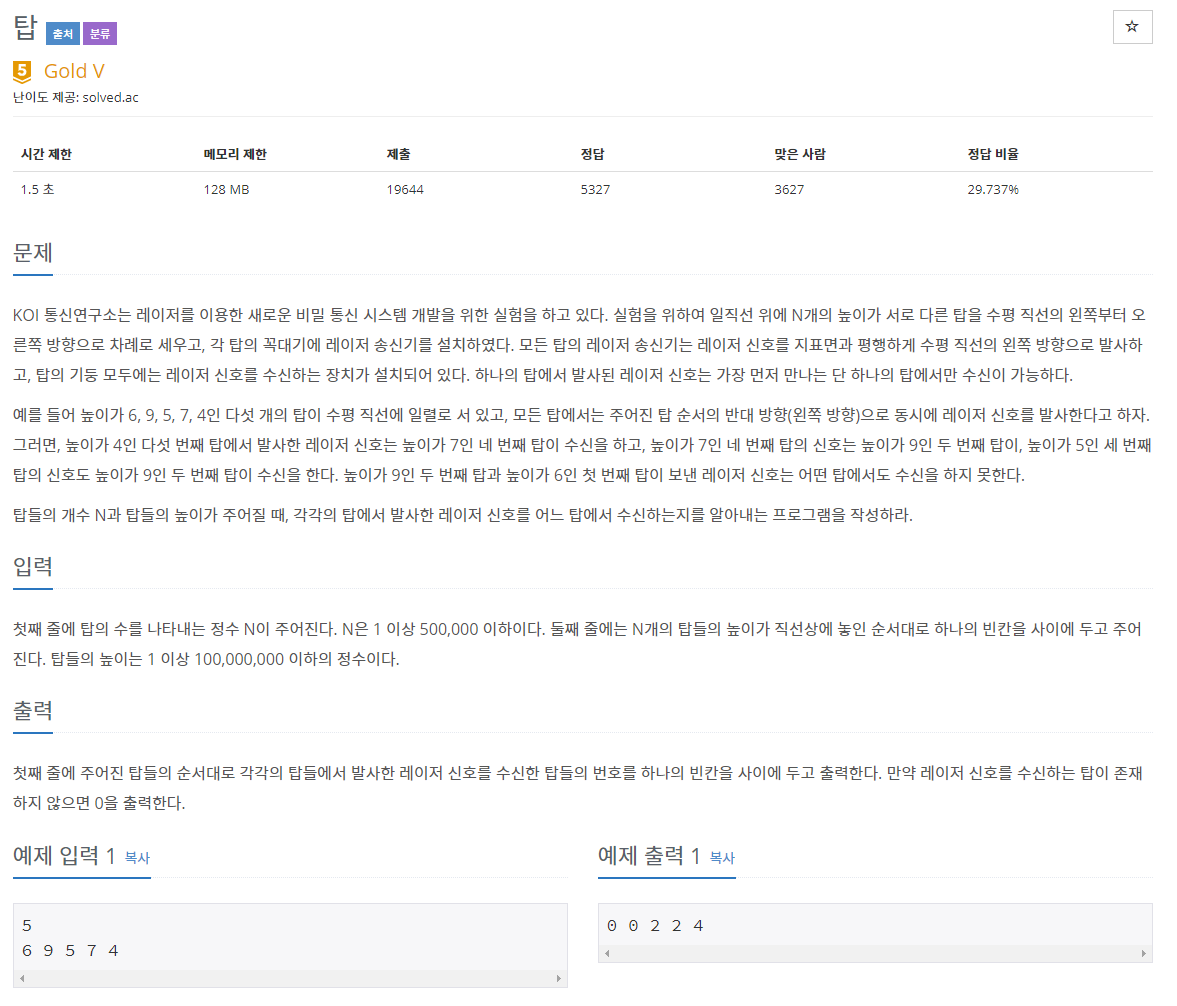 탑 출처 분류
☆
5 Gold V
난이도 제공: solved.ac
시간 제한 메모리 제한 제출 정답 맞은 사람 정답 비율
1.5 초 128 MB 19644 5327 3627 29.737%
문제
KOI 통신연구소는 레이저를 이용한 새로운 비밀 통신 시스템 개발을 위한 실험을 하고 있다. 실험을 위하여 일직선 위에 N개의 높이가 서로 다른 탑을 수평 직선의 왼쪽부터 오
른쪽 방향으로 차례로 세우고, 각 탑의 꼭대기에 레이저 송신기를 설치하였다. 모든 탑의 레이저 송신기는 레이저 신호를 지표면과 평행하게 수평 직선의 왼쪽 방향으로 발사하
고, 탑의 기둥 모두에는 레이저 신호를 수신하는 장치가 설치되어 있다. 하나의 탑에서 발사된 레이저 신호는 가장 먼저 만나는 단 하나의 탑에서만 수신이 가능하다.
예를 들어 높이가 6, 9, 5, 7, 4인 다섯 개의 탑이 수평 직선에 일렬로 서 있고, 모든 탑에서는 주어진 탑 순서의 반대 방향(왼쪽 방향)으로 동시에 레이저 신호를 발사한다고 하자.
그러면, 높이가 4인 다섯 번째 탑에서 발사한 레이저 신호는 높이가 7인 네 번째 탑이 수신을 하고, 높이가 7인 네 번째 탑의 신호는 높이가 9인 두 번째 탑이, 높이가 5인 세 번째
탑의 신호도 높이가 9인 두 번째 탑이 수신을 한다. 높이가 9인 두 번째 탑과 높이가 6인 첫 번째 탑이 보낸 레이저 신호는 어떤 탑에서도 수신을 하지 못한다.
탑들의 개수 N과 탑들의 높이가 주어질 때, 각각의 탑에서 발사한 레이저 신호를 어느 탑에서 수신하는지를 알아내는 프로그램을 작성하라.
입력
첫째 줄에 탑의 수를 나타내는 정수 N이 주어진다. N은 1 이상 500,000 이하이다. 둘째 줄에는 N개의 탑들의 높이가 직선상에 놓인 순서대로 하나의 빈칸을 사이에 두고 주어
진다. 탑들의 높이는 1 이상 100,000,000 이하의 정수이다.
출력
첫째 줄에 주어진 탑들의 순서대로 각각의 탑들에서 발사한 레이저 신호를 수신한 탑들의 번호를 하나의 빈칸을 사이에 두고 출력한다. 만약 레이저 신호를 수신하는 탑이 존재
하지 않으면 0을 출력한다.
예제 입력 1 복사
5
6 9 5 7 4
예제 출력 1 복사
0 0 2 2 4